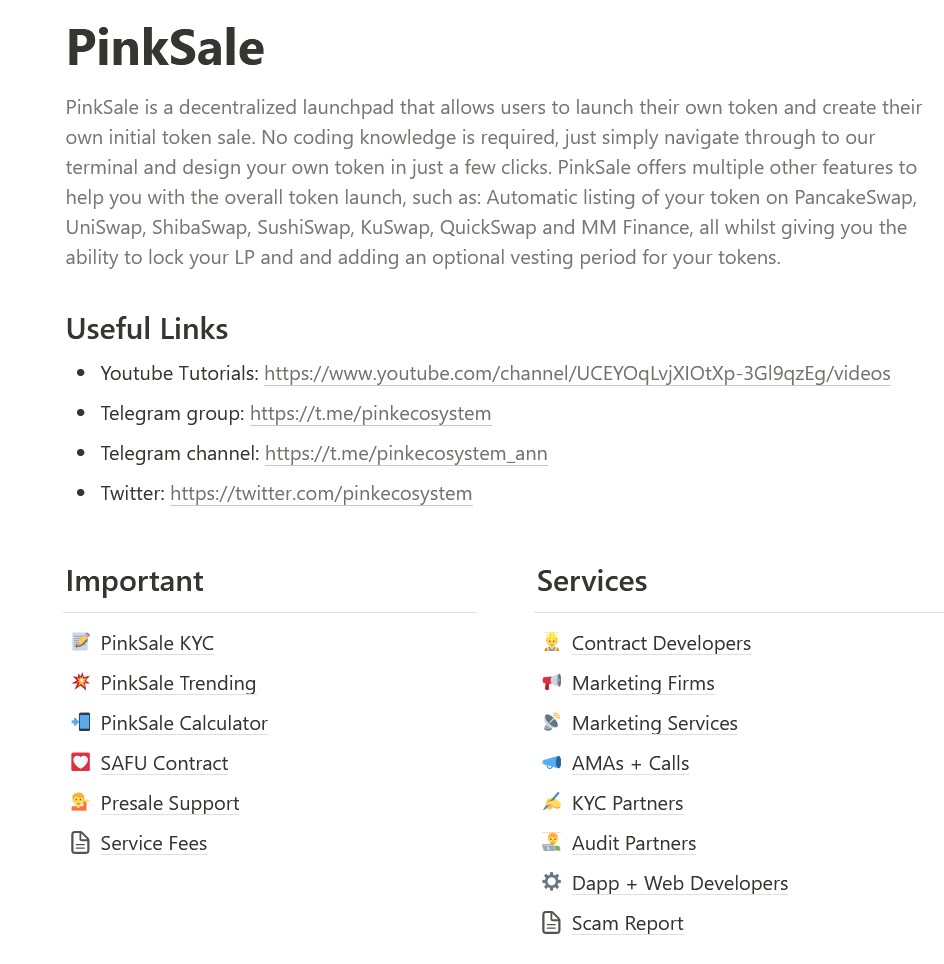 PinkSale
PinkSale is a decentralized launchpad that allows users to launch their own token and create their
own initial token sale. No coding knowledge is required, just simply navigate through to our
terminal and design your own token in just a few clicks. PinkSale offers multiple other features to
help you with the overall token launch, such as: Automatic listing of your token on PancakeSwap,
UniSwap, ShibaSwap, SushiSwap, KuSwap, QuickSwap and MM Finance, all whilst giving you the
ability to lock your LP and and adding an optional vesting period for your tokens.
Useful Links
• Youtube Tutorials: https://www.youtube.com/channel/UCEYOqLvjXIOtXp-3Gl9qzEg/videos
• Telegram group: https://t.me/pinkecosystem
• Telegram channel: https://t.me/pinkecosystem_ann
• Twitter: https://twitter.com/pinkecosystem
Important
PinkSale KYC
PinkSale Trending
PinkSale Calculator
SAFU Contract
Presale Support
Service Fees
Services
Contract Developers
Marketing Firms
Marketing Services
AMAs + Calls
KYC Partners
Audit Partners
Dapp + Web Developers
Scam Report